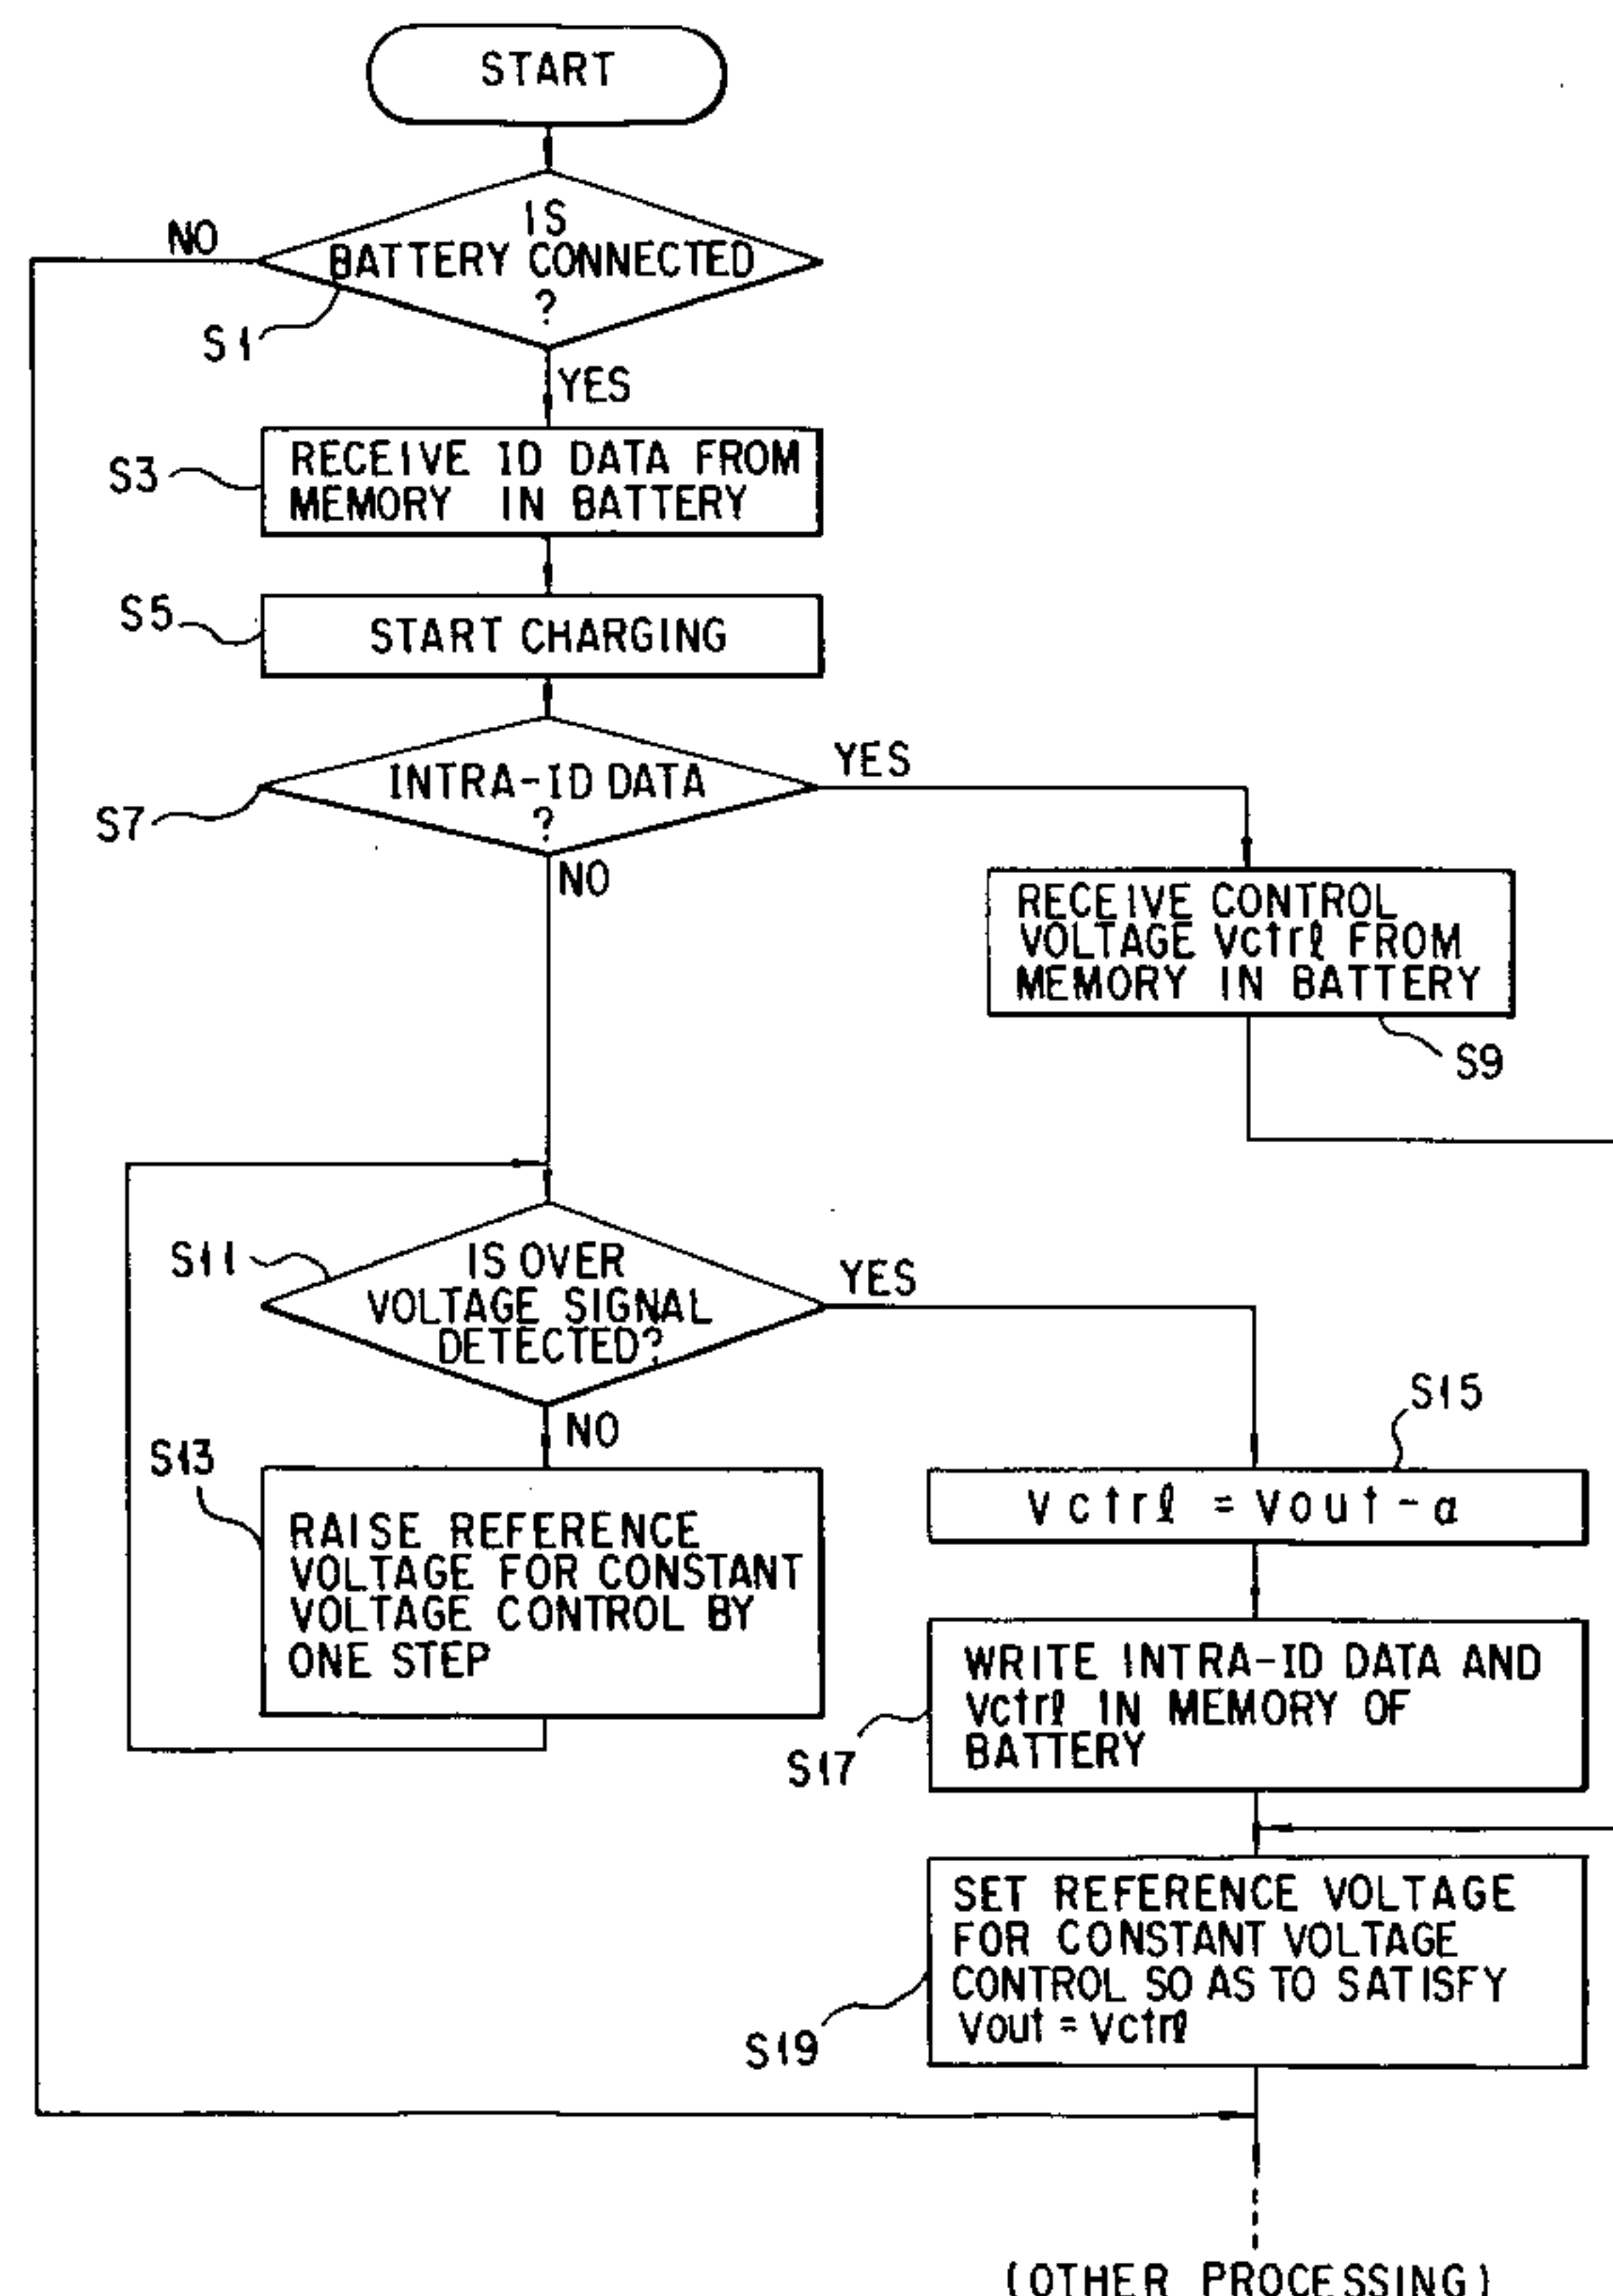 START
IS
BATTERY CONNECTED
?
NO
S1
YES
RECEIVE ID DATA FROM
MEMORY IN BATTERY
S3
START CHARGING
S5
INTRA-ID DATA
?
YES
S7
NO
RECEIVE CONTROL
VOLTAGE Vctrℓ FROM
MEMORY IN BATTERY
S9
IS OVER
VOLTAGE SIGNAL
DETECTED?
S11
YES
NO
S13
RAISE REFERENCE
VOLTAGE FOR CONSTANT
VOLTAGE CONTROL BY
ONE STEP
S15
Vctrℓ = Vout - α
WRITE INTRA-ID DATA AND
Vctrℓ IN MEMORY OF
BATTERY
S17
SET REFERENCE VOLTAGE
FOR CONSTANT VOLTAGE
CONTROL SO AS TO SATISFY
Vout = Vctrℓ
S19
(OTHER PROCESSING)